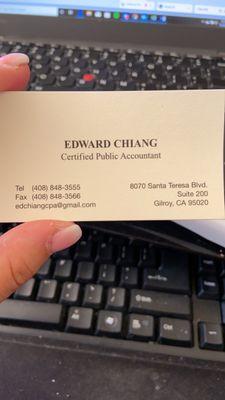 EDWARD CHIANG
Certified Public Accountant
Tel (408) 848-3555
Fax (408) 848-3566
edchiangcpa@gmail.com
8070 Santa Teresa Blvd.
Suite 200
Gilroy, CA 95020